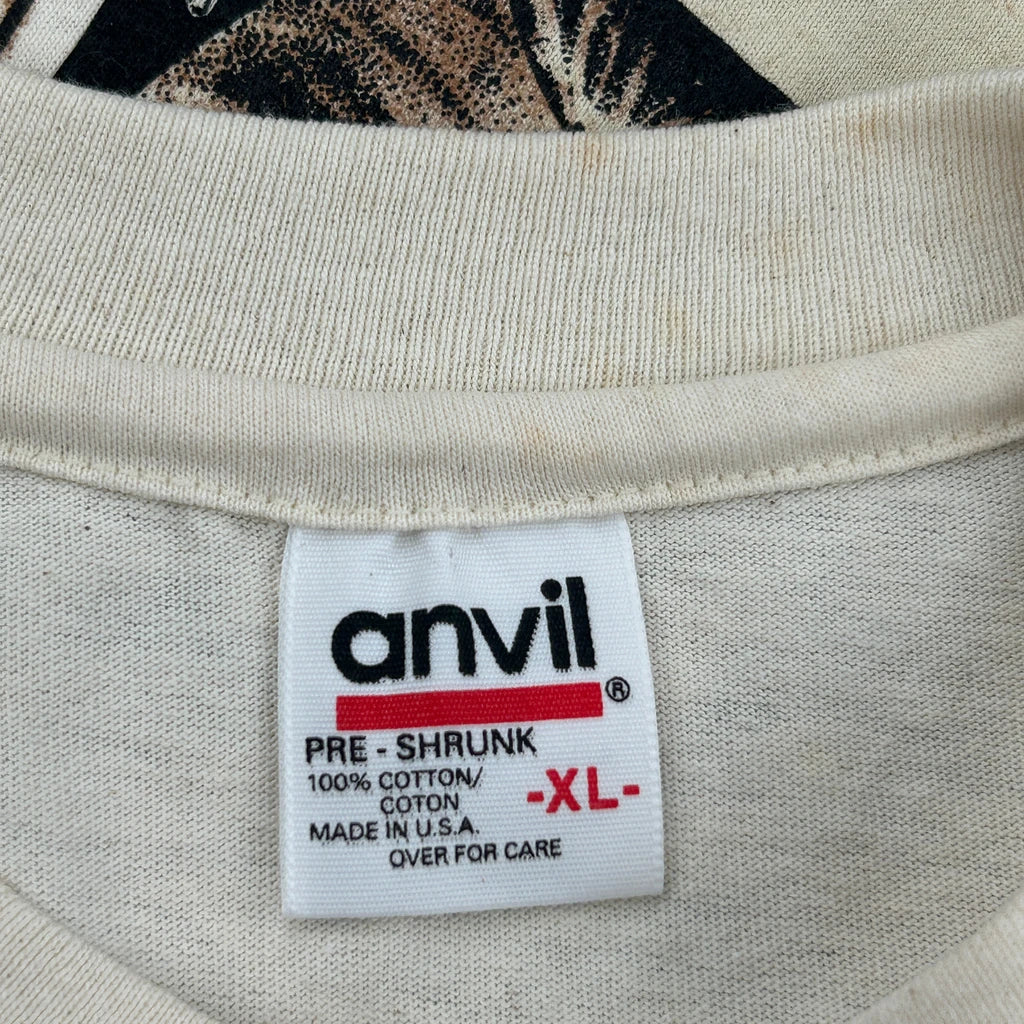 anvil®
PRE - SHRUNK
100% COTTON/
COTON
-XL-
MADE IN U.S.A.
OVER FOR CARE